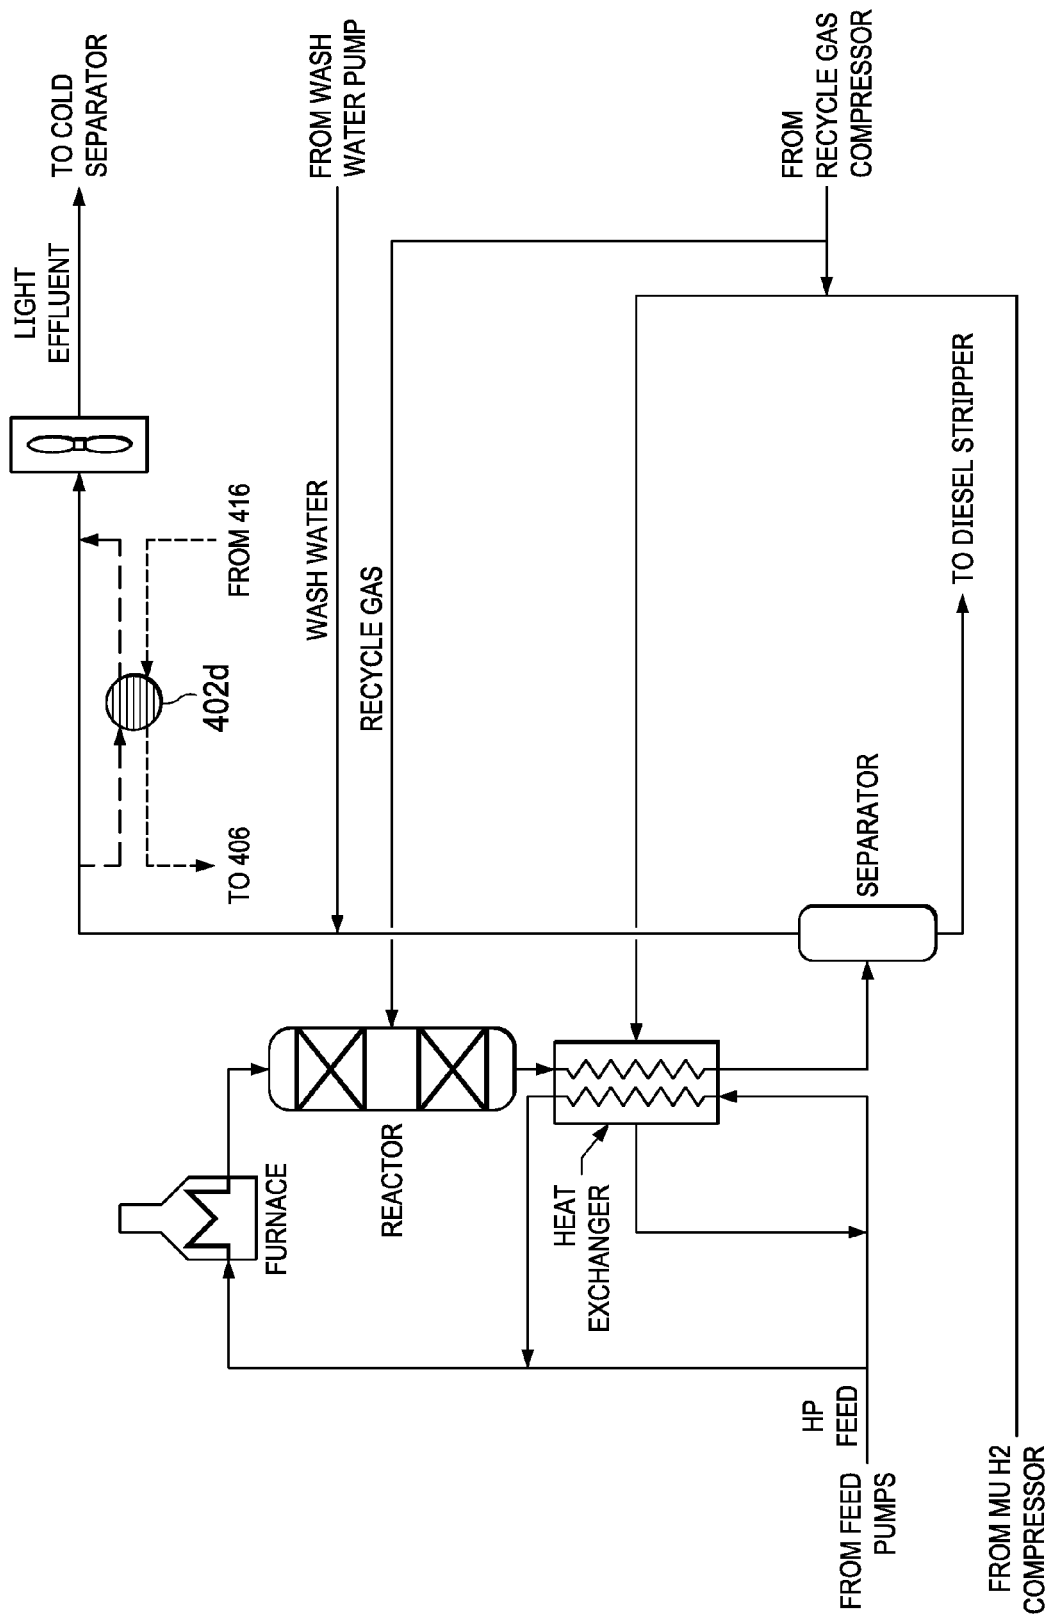 LIGHT
EFFLUENT
TO COLD
SEPARATOR
FROM 416
402d
TO 406
FROM WASH
WATER PUMP
WASH WATER
RECYCLE GAS
FROM
RECYCLE GAS
COMPRESSOR
TO DIESEL STRIPPER
SEPARATOR
FURNACE
REACTOR
HEAT
EXCHANGER
HP
FEED
FROM FEED
PUMPS
FROM MU H2
COMPRESSOR